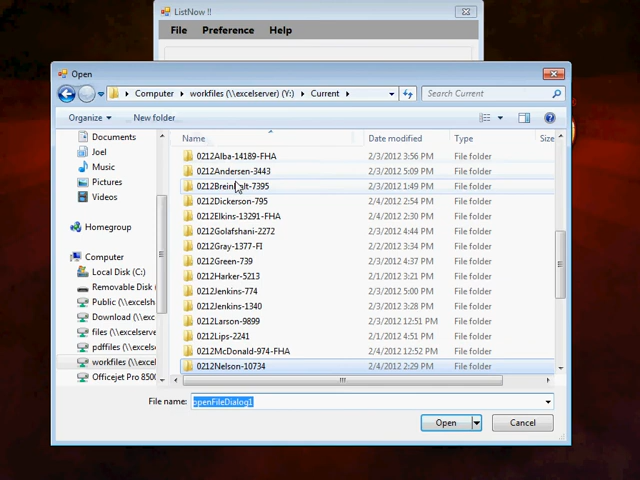 ListNow !!
File Preference Help
Open
Computer workfiles (\\excelserver) (Y:) Current
Search Current
Organize New folder
Name Date modified Type Size
Documents
Joel
Music
Pictures
Videos
Homegroup
Computer
Local Disk (C:)
Removable Disk
Public (\\excelsh
Download (\\exc
files (\\excelserve
pdffiles (\\excels
workfiles (\\excel
Officejet Pro 8500
0212Alba-14189-FHA 2/3/2012 3:56 PM File folder
0212Andersen-3443 2/3/2012 5:09 PM File folder
2/3/2012 1:49 PM File folder
0212Dickerson-795 2/4/2012 2:54 PM File folder
0212Elkins-13291-FHA 2/4/2012 2:30 PM File folder
0212Golafshani-2272 2/3/2012 4:44 PM File folder
0212Gray-1377-FI 2/2/2012 3:34 PM File folder
0212Green-739 2/3/2012 4:37 PM File folder
0212Harker-5213 2/1/2012 3:21 PM File folder
0212Jenkins-774 2/3/2012 5:00 PM File folder
0212Jenkins-1340 2/2/2012 3:28 PM File folder
0212Larson-9899 2/3/2012 12:51 PM File folder
0212Lips-2241 2/1/2012 4:51 PM File folder
0212McDonald-974-FHA 2/4/2012 12:52 PM File folder
0212Nelson-10734 2/4/2012 2:29 PM File folder
File name: openFileDialog1
Open Cancel